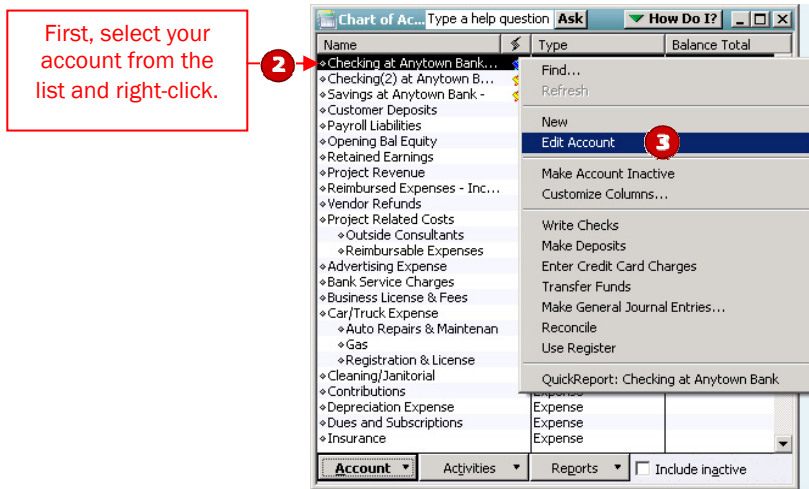 First, select your
account from the
list and right-click.
2
Chart of Ac... Type a help question Ask How Do I?
Name Type Balance Total
Checking at Anytown Bank...
Checking(2) at Anytown B...
Savings at Anytown Bank -
Customer Deposits
Payroll Liabilities
Opening Bal Equity
Retained Earnings
Project Revenue
Reimbursed Expenses - Inc...
Vendor Refunds
Project Related Costs
Outside Consultants
Reimbursable Expenses
Advertising Expense
Bank Service Charges
Business License & Fees
Car/Truck Expense
Auto Repairs & Maintenan
Gas
Registration & License
Cleaning/Janitorial
Contributions Expense
Depreciation Expense Expense
Dues and Subscriptions Expense
Insurance Expense
Find...
Refresh
New
Edit Account 3
Make Account Inactive
Customize Columns...
Write Checks
Make Deposits
Enter Credit Card Charges
Transfer Funds
Make General Journal Entries...
Reconcile
Use Register
QuickReport: Checking at Anytown Bank
Account Activities Reports Include inactive